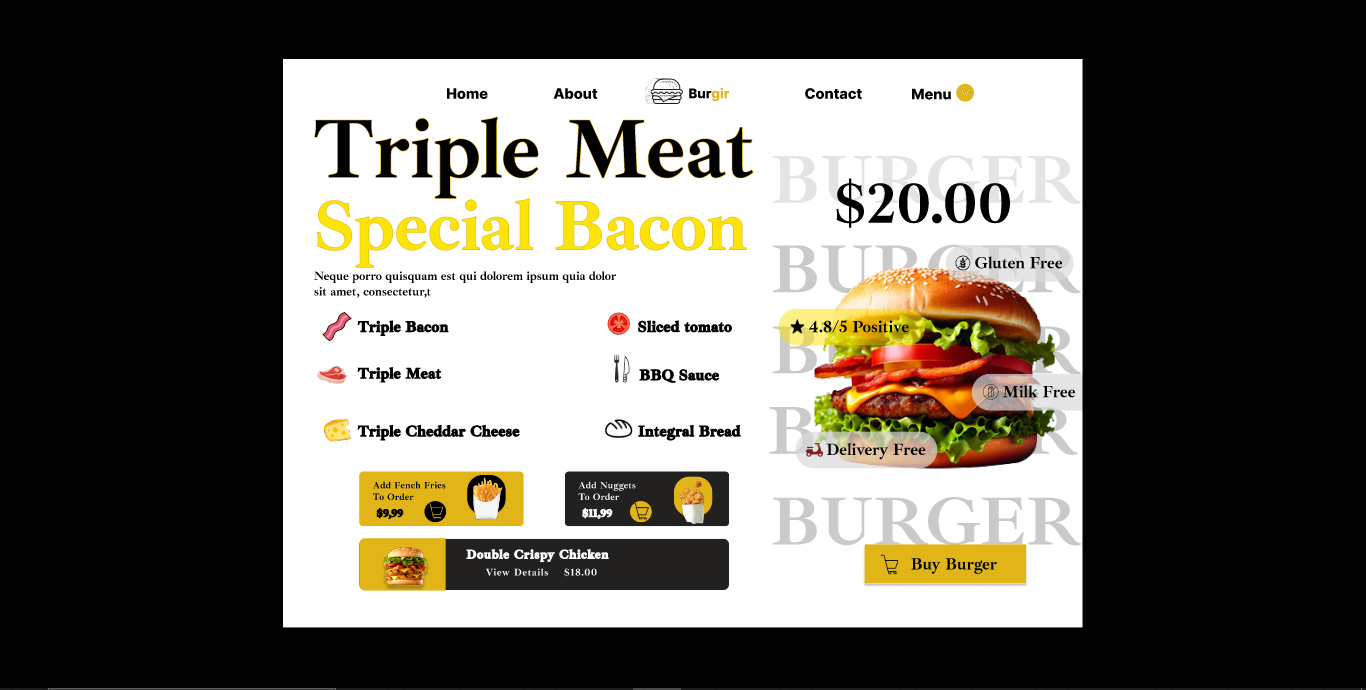 Home
About
Burgir
Contact
Menu
Triple Meat
Special Bacon
Neque porro quisquam est qui dolorem ipsum quia dolor
sit amet, consectetur,t
Triple Bacon
Sliced tomato
Triple Meat
BBQ Sauce
Triple Cheddar Cheese
Integral Bread
Add Fench Fries
To Order
$9,99
Add Nuggets
To Order
$11,99
Double Crispy Chicken
View Details $18.00
BURGER
$20.00
BURGER
Gluten Free
4.8/5 Positive
Milk Free
Delivery Free
BURGER
Buy Burger